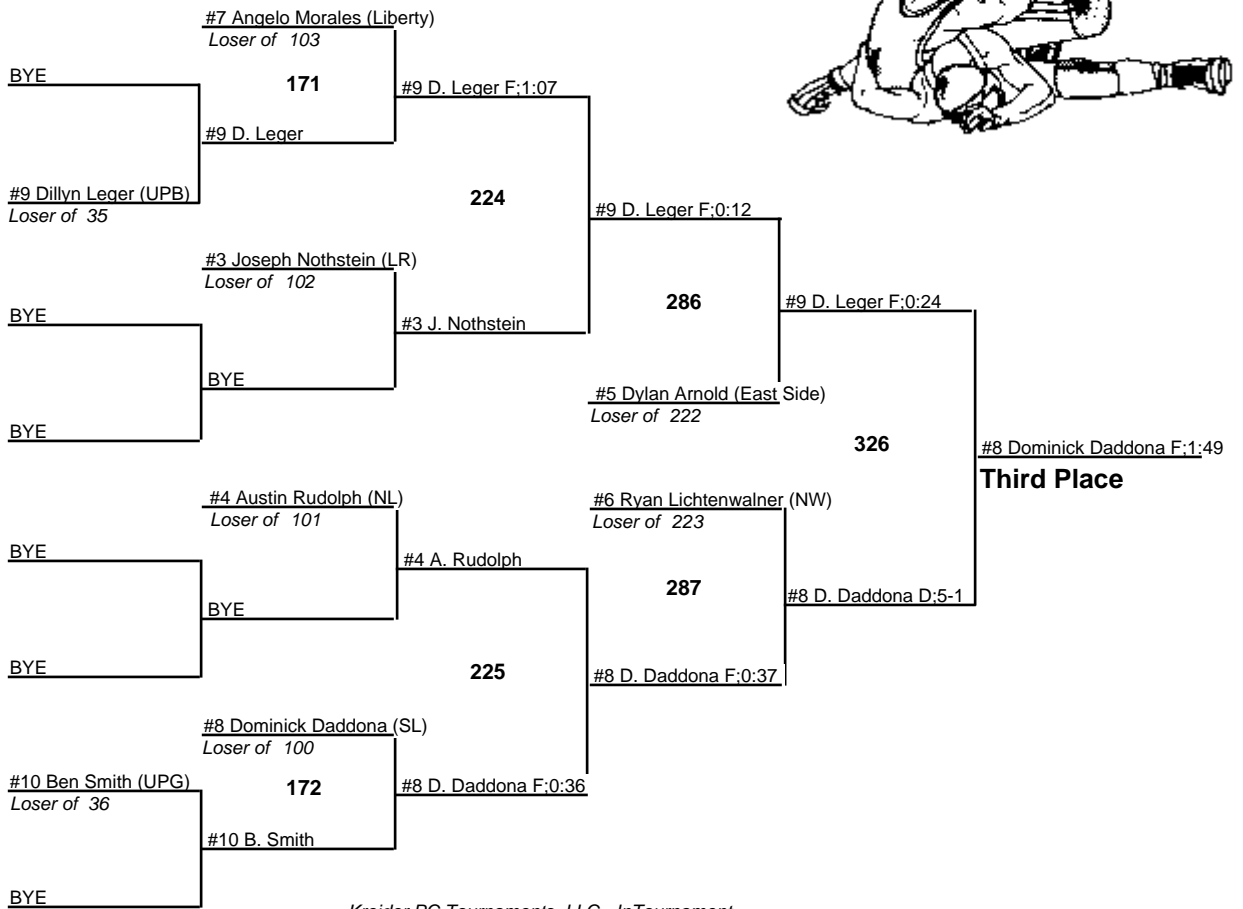 #7 Angelo Morales (Liberty)
Loser of 103
BYE
171
#9 D. Leger F;1:07
#9 D. Leger
#9 Dillyn Leger (UPB)
Loser of 35
224
#9 D. Leger F;0:12
#3 Joseph Nothstein (LR)
Loser of 102
BYE
#3 J. Nothstein
286
#9 D. Leger F;0:24
BYE
#5 Dylan Arnold (East Side)
Loser of 222
BYE
326
#8 Dominick Daddona F;1:49
Third Place
#4 Austin Rudolph (NL)
Loser of 101
#6 Ryan Lichtenwalner (NW)
Loser of 223
BYE
#4 A. Rudolph
287
#8 D. Daddona D;5-1
BYE
BYE
225
#8 D. Daddona F;0:37
#8 Dominick Daddona (SL)
Loser of 100
#10 Ben Smith (UPG)
Loser of 36
172
#8 D. Daddona F;0:36
#10 B. Smith
BYE